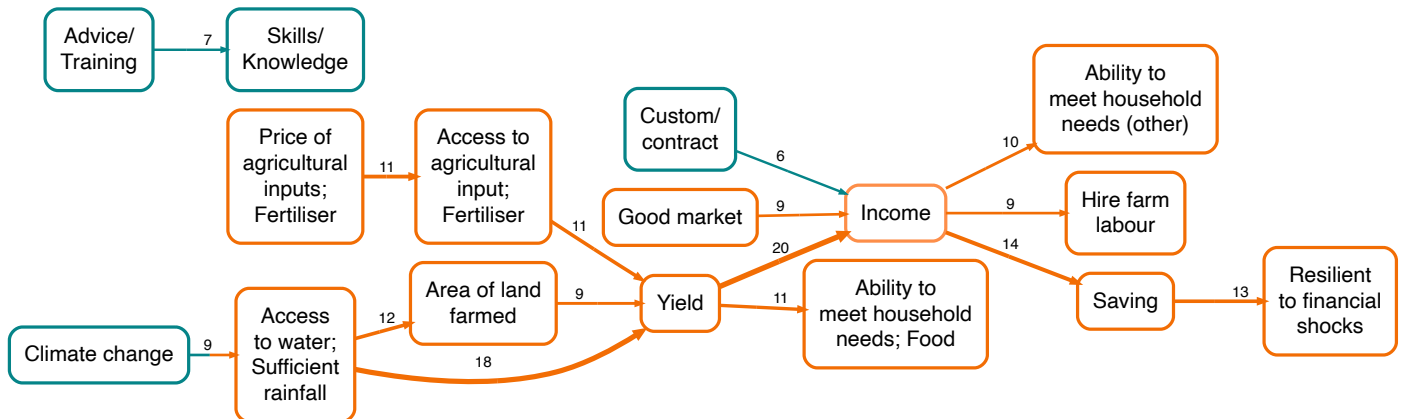 Advice/
Training
7
Skills/
Knowledge
Price of
agricultural
inputs;
Fertiliser
11
Access to
agricultural
input;
Fertiliser
11
Custom/
contract
6
Good market
9
Income
10
Ability to
meet household
needs (other)
9
Hire farm
labour
14
Saving
13
Resilient
to financial
shocks
Climate change
9
Access
to water;
Sufficient
rainfall
12
Area of land
farmed
9
18
Yield
20
11
Ability to
meet household
needs; Food